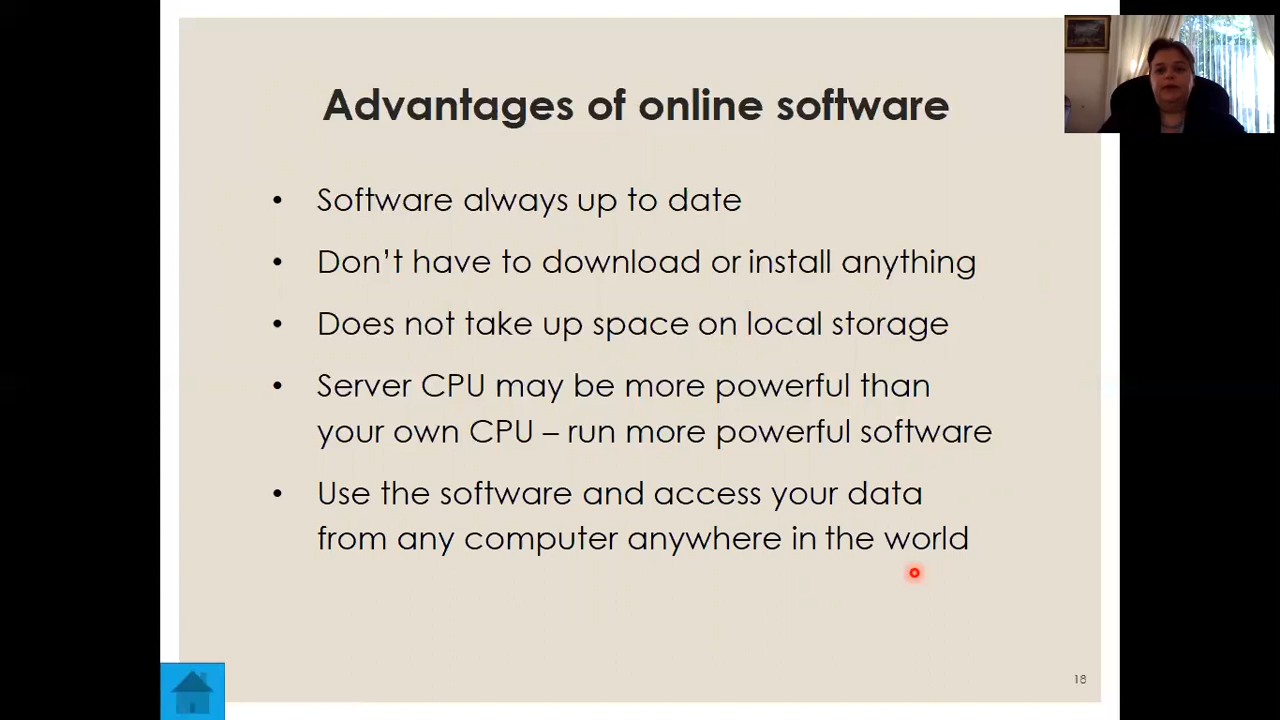 Advantages of online software
• Software always up to date
• Don’t have to download or install anything
• Does not take up space on local storage
• Server CPU may be more powerful than
your own CPU – run more powerful software
• Use the software and access your data
from any computer anywhere in the world
18